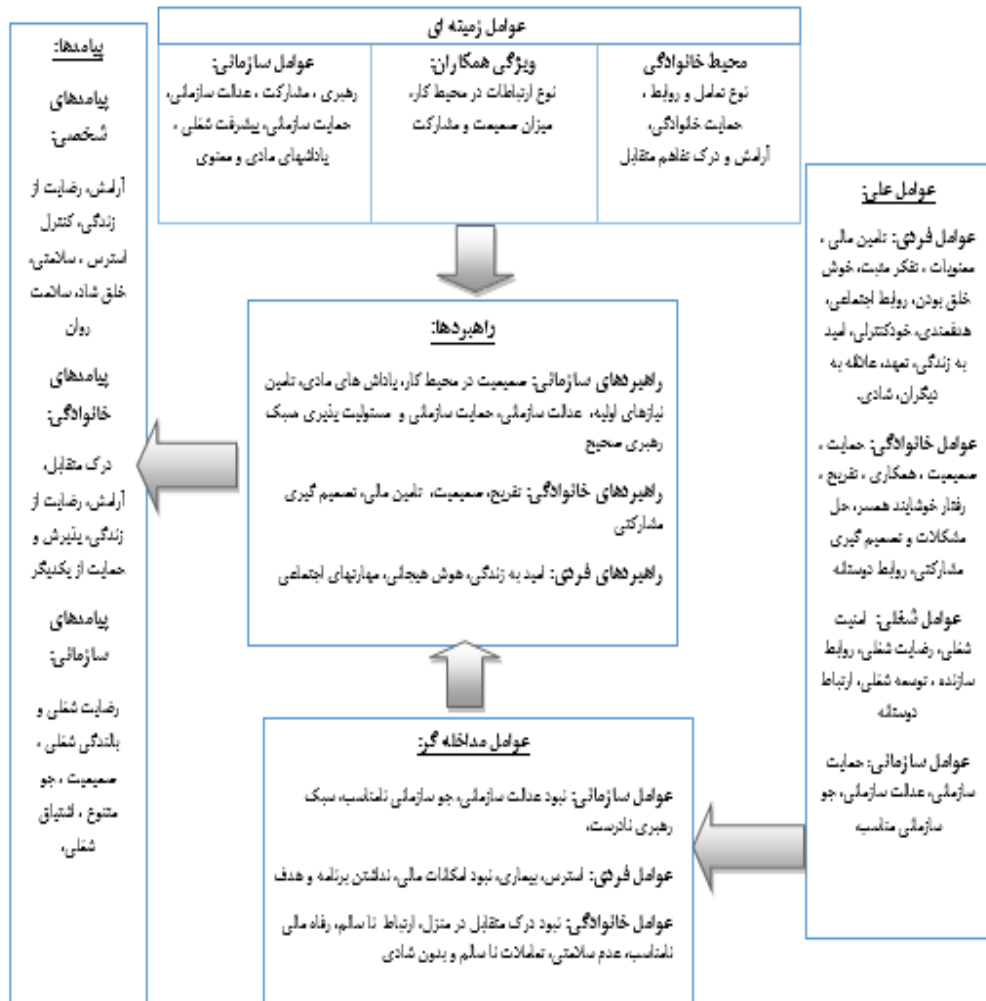 عوامل زمینه ای
محیط خانوادگی
نوع تعامل و روابط ،
حمایت خانوادگی،
آرامش و درک تفاهم متقابل
ویژگی همکاران:
نوع ارتباطات در محیط کار،
میزان صمیمت و مشارکت
عوامل سازمانی:
رهبری ، مشارکت ، عدالت سازمانی،
حمایت سازمانی، پیشرفت شغلی ،
پاداشهای مادی و معنوی
عوامل علی:
عوامل فردی: تامین مالی ،
معنویات ، تفکر مثبت، خوش
خلق بودن، روابط اجتماعی،
هدفمندی، خودکنترلی، امید
به زندگی، تعهد، علاقه به
دیگران، شادی.
عوامل خانوادگی: حمایت ،
صمیمیت ، همکاری ، تفریح ،
رفتار خوشایند همسر، حل
مشکلات و تصمیم گیری
مشارکتی، روابط دوستانه
عوامل شغلی: امنیت
شغلی، رضایت شغلی، روابط
سازنده ، توسعه شغلی، ارتباط
دوستانه
عوامل سازمانی: حمایت
سازمانی، عدالت سازمانی، جو
سازمانی مناسب
راهبردها:
راهبردهای سازمانی: صمیمیت در محیط کار، پاداش های مادی، تامین
نیازهای اولیه، عدالت سازمانی، حمایت سازمانی و مسئولیت پذیری سبک
رهبری صحیح
راهبردهای خانوادگی: تفریح، صمیمیت، تامین مالی، تصمیم گیری
مشارکتی
راهبردهای فردی: امید به زندگی، هوش هیجانی، مهارتهای اجتماعی
عوامل مداخله گر:
عوامل سازمانی: نبود عدالت سازمانی، جو سازمانی نامناسب، سبک
رهبری نادرست،
عوامل فردی: استرس، بیماری، نبود امکانات مالی، نداشتن برنامه و هدف
عوامل خانوادگی: نبود درک متقابل در منزل، ارتباط نا سالم، رفاه مالی
نامناسب، عدم سلامتی، تعاملات نا سالم و بدون شادی
پیامدها:
پیامدهای
شخصی:
آرامش، رضایت از
زندگی، کنترل
استرس ، سلامتی،
خلق شاد، سلامت
روان
پیامدهای
خانوادگی:
درک متقابل،
آرامش، رضایت از
زندگی، پذیرش و
حمایت از یکدیگر
پیامدهای
سازمانی:
رضایت شغلی و
بالندگی شغلی ،
صمیمیت ، جو
متنوع ، اشتیاق
شغلی،